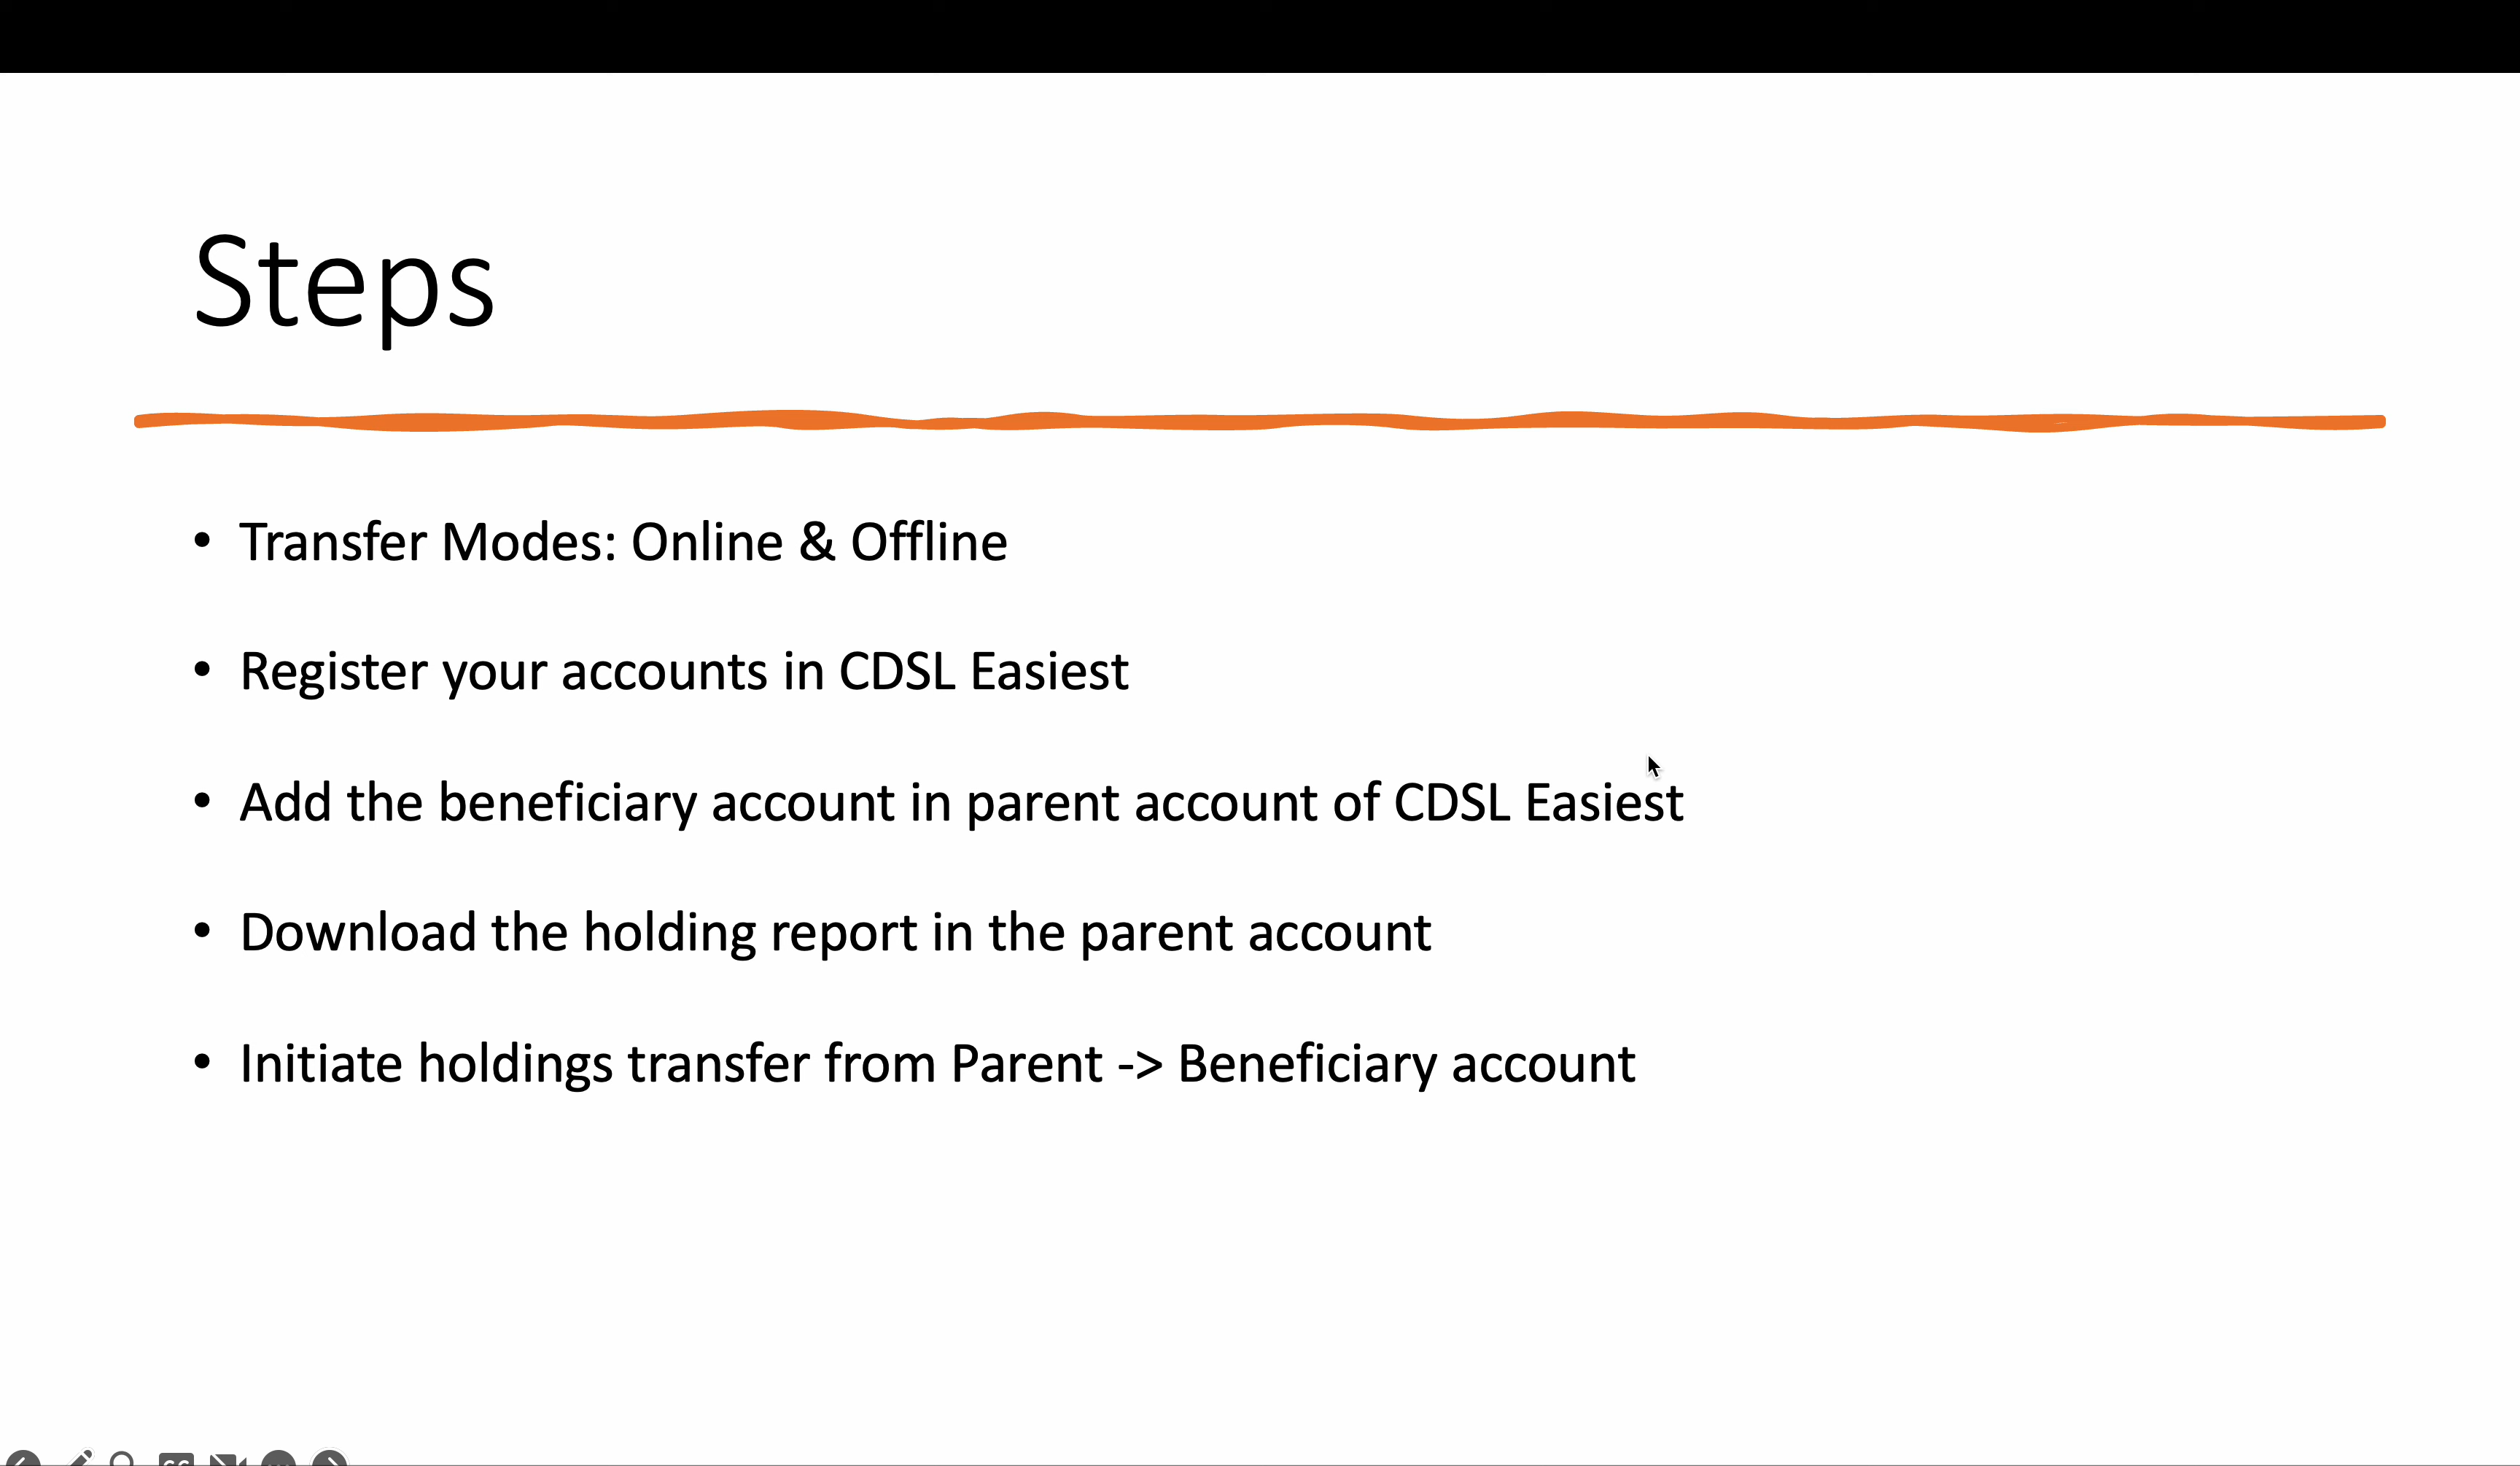 Steps
• Transfer Modes: Online & Offline
• Register your accounts in CDSL Easiest
• Add the beneficiary account in parent account of CDSL Easiest
• Download the holding report in the parent account
• Initiate holdings transfer from Parent -> Beneficiary account